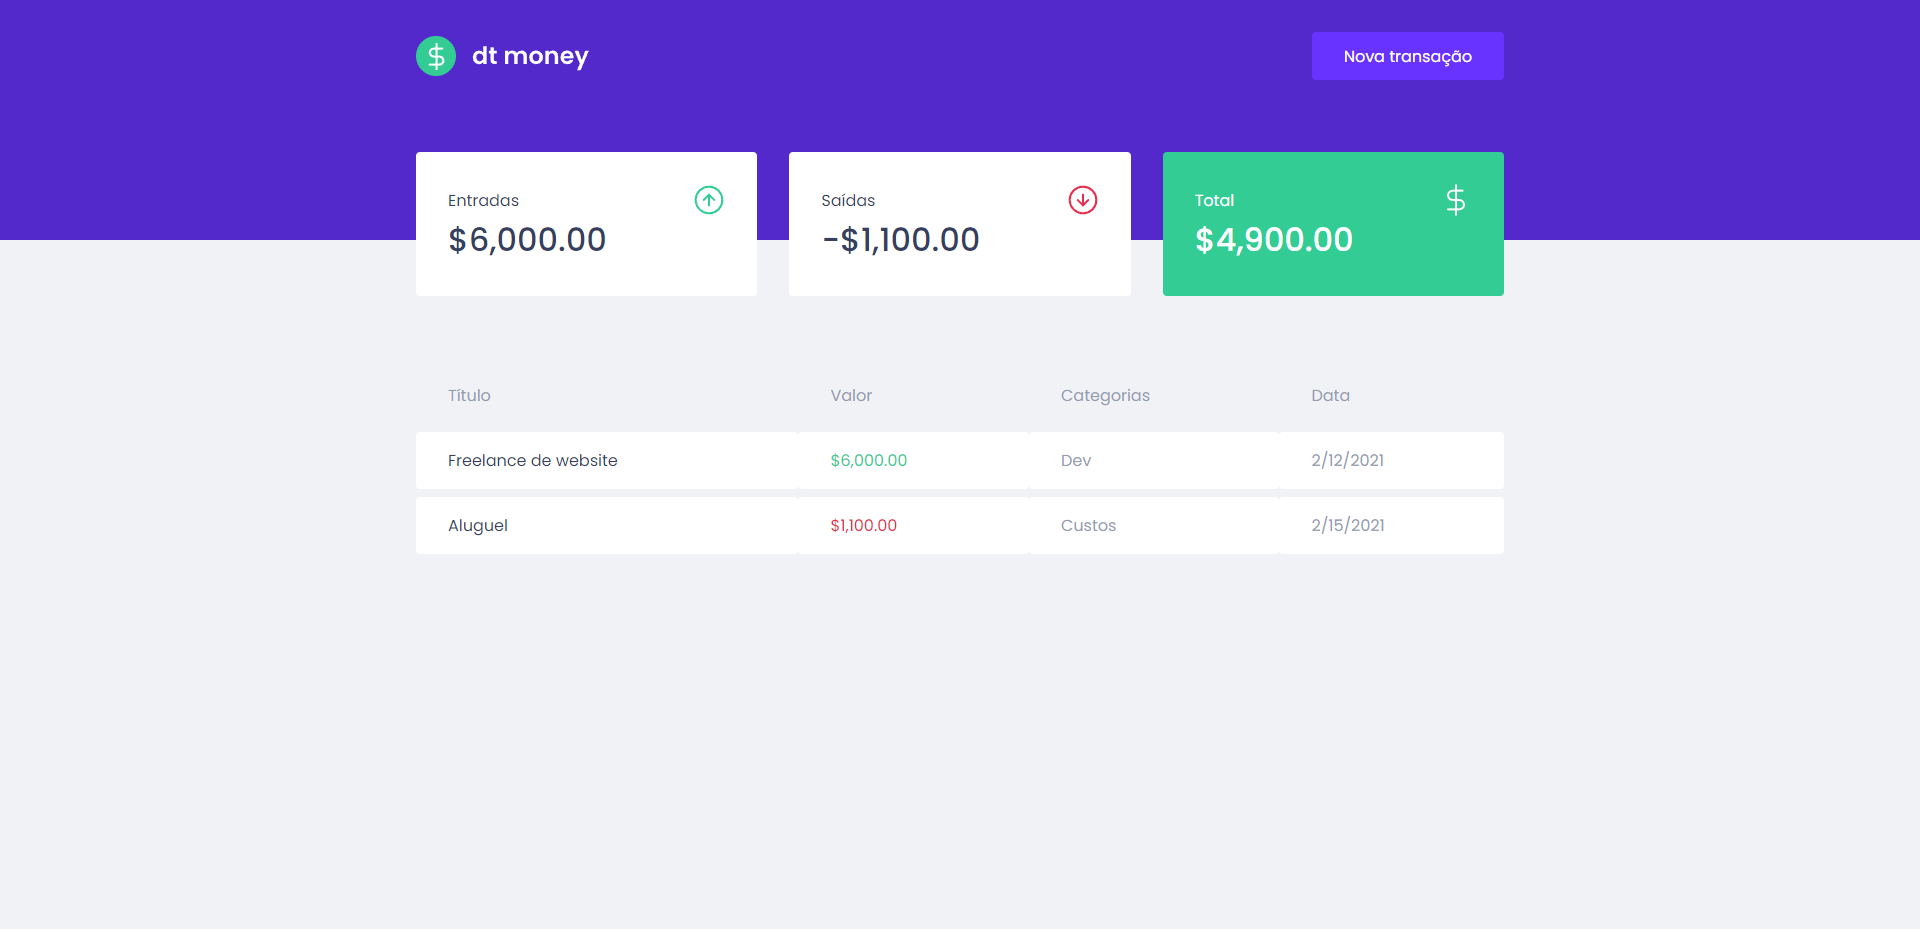 dt money
Nova transação
Entradas
$6,000.00
Saídas
-$1,100.00
Total
$4,900.00
Título Valor Categorias Data
Freelance de website $6,000.00 Dev 2/12/2021
Aluguel $1,100.00 Custos 2/15/2021